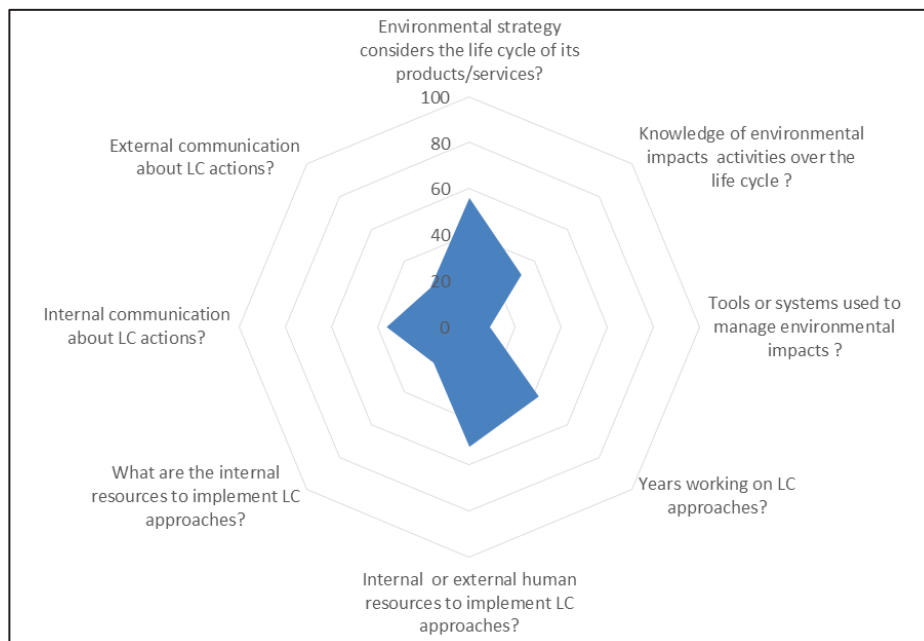 Environmental strategy
considers the life cycle of its
products/services?
100
80
60
40
20
0
Knowledge of environmental
impacts activities over the
life cycle ?
Tools or systems used to
manage environmental
impacts ?
Years working on LC
approaches?
Internal or external human
resources to implement LC
approaches?
What are the internal
resources to implement LC
approaches?
Internal communication
about LC actions?
External communication
about LC actions?